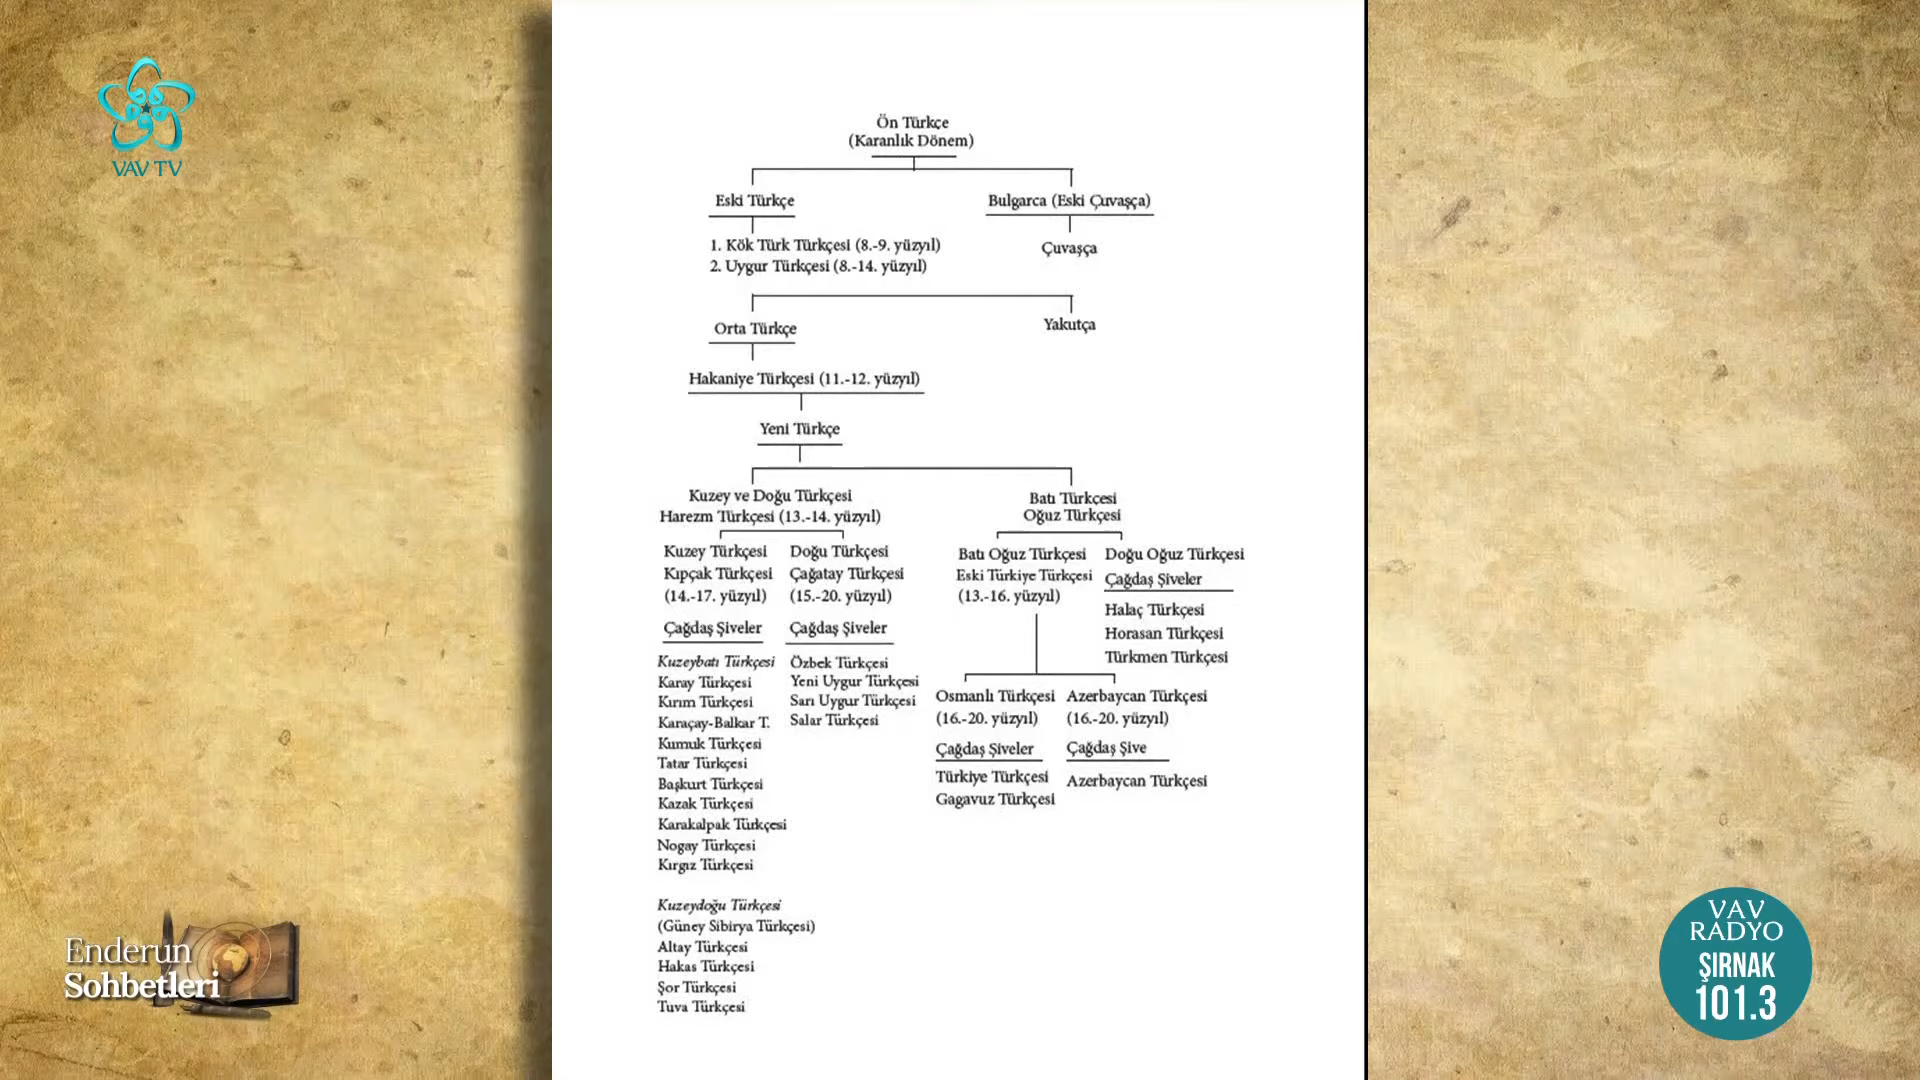 VAV TV
Ön Türkçe
(Karanlık Dönem)
Eski Türkçe
Bulgarca (Eski Çuvaşça)
1. Kök Türk Türkçesi (8.-9. yüzyıl)
2. Uygur Türkçesi (8.-14. yüzyıl)
Çuvaşça
Orta Türkçe
Yakutça
Hakaniye Türkçesi (11.-12. yüzyıl)
Yeni Türkçe
Kuzey ve Doğu Türkçesi
Harezm Türkçesi (13.-14. yüzyıl)
Batı Türkçesi
Oğuz Türkçesi
Kuzey Türkçesi
Kıpçak Türkçesi
(14.-17. yüzyıl)
Çağdaş Şiveler
Kuzeybatı Türkçesi
Karay Türkçesi
Kırım Türkçesi
Karaçay-Balkar T.
Kumuk Türkçesi
Tatar Türkçesi
Başkurt Türkçesi
Kazak Türkçesi
Karakalpak Türkçesi
Nogay Türkçesi
Kırgız Türkçesi
Kuzeydoğu Türkçesi
(Güney Sibirya Türkçesi)
Altay Türkçesi
Hakas Türkçesi
Şor Türkçesi
Tuva Türkçesi
Doğu Türkçesi
Çağatay Türkçesi
(15.-20. yüzyıl)
Çağdaş Şiveler
Özbek Türkçesi
Yeni Uygur Türkçesi
Sarı Uygur Türkçesi
Salar Türkçesi
Batı Oğuz Türkçesi
Eski Türkiye Türkçesi
(13.-16. yüzyıl)
Doğu Oğuz Türkçesi
Çağdaş Şiveler
Halaç Türkçesi
Horasan Türkçesi
Türkmen Türkçesi
Osmanlı Türkçesi
(16.-20. yüzyıl)
Çağdaş Şiveler
Türkiye Türkçesi
Gagavuz Türkçesi
Azerbaycan Türkçesi
(16.-20. yüzyıl)
Çağdaş Şive
Azerbaycan Türkçesi
Enderun
Sohbetleri
VAV
RADYO
ŞIRNAK
101.3